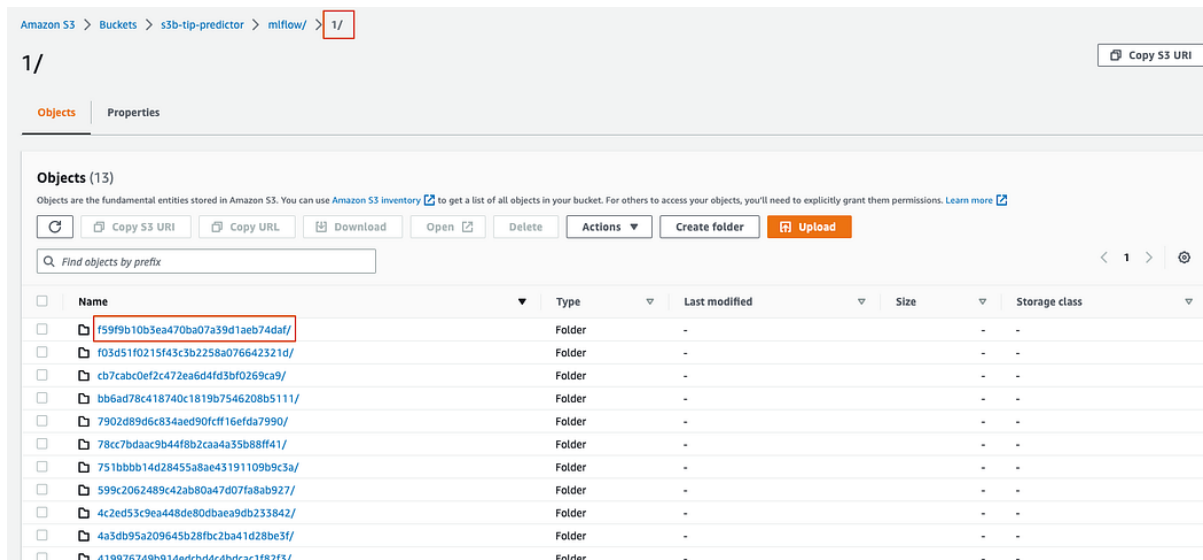 Amazon S3 > Buckets > s3b-tip-predictor > mlflow/ > 1/
1/
Copy S3 URI
Objects Properties
Objects (13)
Objects are the fundamental entities stored in Amazon S3. You can use Amazon S3 inventory to get a list of all objects in your bucket. For others to access your objects, you'll need to explicitly grant them permissions. Learn more
Copy S3 URI Copy URL Download Open Delete Actions Create folder Upload
Find objects by prefix
< 1 >
Name Type Last modified Size Storage class
f59f9b10b3ea470ba07a39d1aeb74daf/ Folder - - -
f03d51f0215f43c3b2258a076642321d/ Folder - - -
cb7cabc0ef2c472ea6d4fd3bf0269ca9/ Folder - - -
bb6ad78c418740c1819b7546208b5111/ Folder - - -
7902d89d6c834aed90fcff16efda7990/ Folder - - -
78cc7bdaac9b44f8b2caa4a35b88ff41/ Folder - - -
751bbbb14d28455a8ae43191109b9c3a/ Folder - - -
599c2062489c42ab80a47d07fa8ab927/ Folder - - -
4c2ed53c9ea448de80dbaea9db233842/ Folder - - -
4a3db95a209645b28fbc2ba41d28be3f/ Folder - - -
Folder - - -